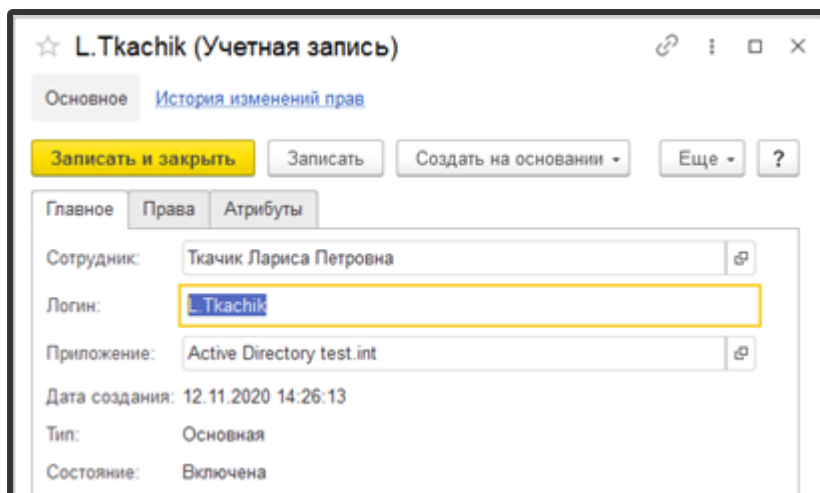 L.Tkachik (Учетная запись)
Основное История изменений прав
Записать и закрыть Записать Создать на основании Еще ?
Главное Права Атрибуты
Сотрудник: Ткачик Лариса Петровна
Логин: L.Tkachik
Приложение: Active Directory test.int
Дата создания: 12.11.2020 14:26:13
Тип: Основная
Состояние: Включена